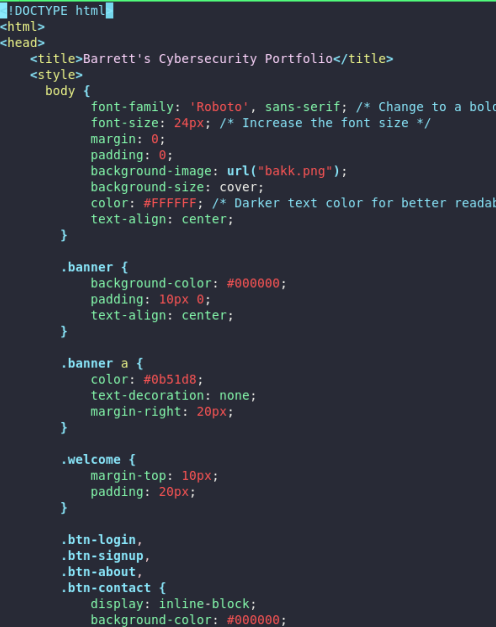 <!DOCTYPE html>
<html>
<head>
    <title>Barrett's Cybersecurity Portfolio</title>
    <style>
      body {
            font-family: 'Roboto', sans-serif; /* Change to a bold
            font-size: 24px; /* Increase the font size */
            margin: 0;
            padding: 0;
            background-image: url("bakk.png");
            background-size: cover;
            color: #FFFFFF; /* Darker text color for better readab
            text-align: center;
        }

        .banner {
            background-color: #000000;
            padding: 10px 0;
            text-align: center;
        }

        .banner a {
            color: #0b51d8;
            text-decoration: none;
            margin-right: 20px;
        }

        .welcome {
            margin-top: 10px;
            padding: 20px;
        }

        .btn-login,
        .btn-signup,
        .btn-about,
        .btn-contact {
            display: inline-block;
            background-color: #000000;